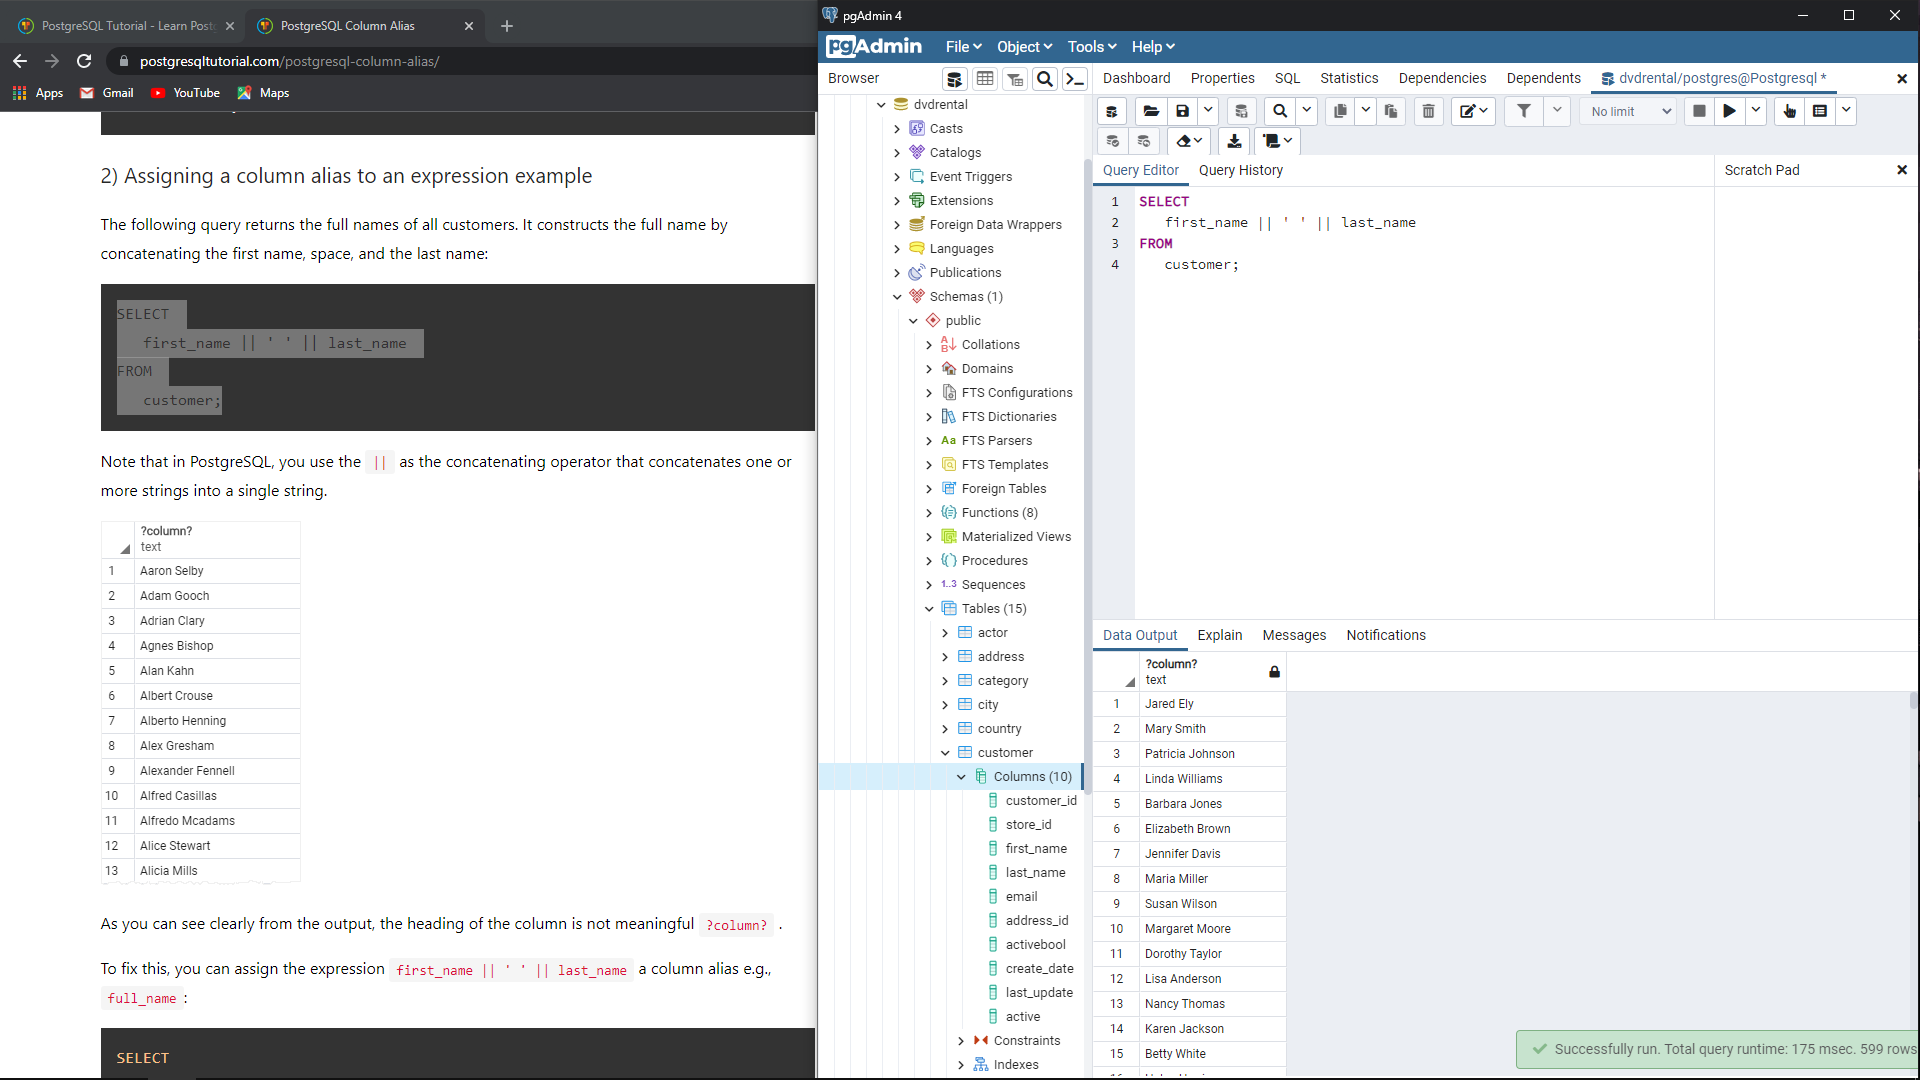 PostgreSQL Tutorial - Learn Post
PostgreSQL Column Alias
postgresqltutorial.com/postgresql-column-alias/
Apps
Gmail
YouTube
Maps
2) Assigning a column alias to an expression example
The following query returns the full names of all customers. It constructs the full name by
concatenating the first name, space, and the last name:
SELECT
first_name || ' ' || last_name
FROM
customer;
Note that in PostgreSQL, you use the || as the concatenating operator that concatenates one or
more strings into a single string.
?column?
text
1 Aaron Selby
2 Adam Gooch
3 Adrian Clary
4 Agnes Bishop
5 Alan Kahn
6 Albert Crouse
7 Alberto Henning
8 Alex Gresham
9 Alexander Fennell
10 Alfred Casillas
11 Alfredo Mcadams
12 Alice Stewart
13 Alicia Mills
As you can see clearly from the output, the heading of the column is not meaningful ?column? .
To fix this, you can assign the expression first_name || ' ' || last_name a column alias e.g.,
full_name :
SELECT
pgAdmin 4
pgAdmin File Object Tools Help
Browser
dvdrental
Casts
Catalogs
Event Triggers
Extensions
Foreign Data Wrappers
Languages
Publications
Schemas (1)
public
Collations
Domains
FTS Configurations
FTS Dictionaries
Aa FTS Parsers
FTS Templates
Foreign Tables
Functions (8)
Materialized Views
Procedures
1..3 Sequences
Tables (15)
actor
address
category
city
country
customer
Columns (10)
customer_id
store_id
first_name
last_name
email
address_id
activebool
create_date
last_update
active
Constraints
Indexes
Dashboard Properties SQL Statistics Dependencies Dependents dvdrental/postgres@Postgresql *
No limit
Query Editor Query History
Scratch Pad
1 SELECT
2 first_name || ' ' || last_name
3 FROM
4 customer;
Data Output Explain Messages Notifications
?column?
text
1 Jared Ely
2 Mary Smith
3 Patricia Johnson
4 Linda Williams
5 Barbara Jones
6 Elizabeth Brown
7 Jennifer Davis
8 Maria Miller
9 Susan Wilson
10 Margaret Moore
11 Dorothy Taylor
12 Lisa Anderson
13 Nancy Thomas
14 Karen Jackson
15 Betty White
Successfully run. Total query runtime: 175 msec. 599 rows